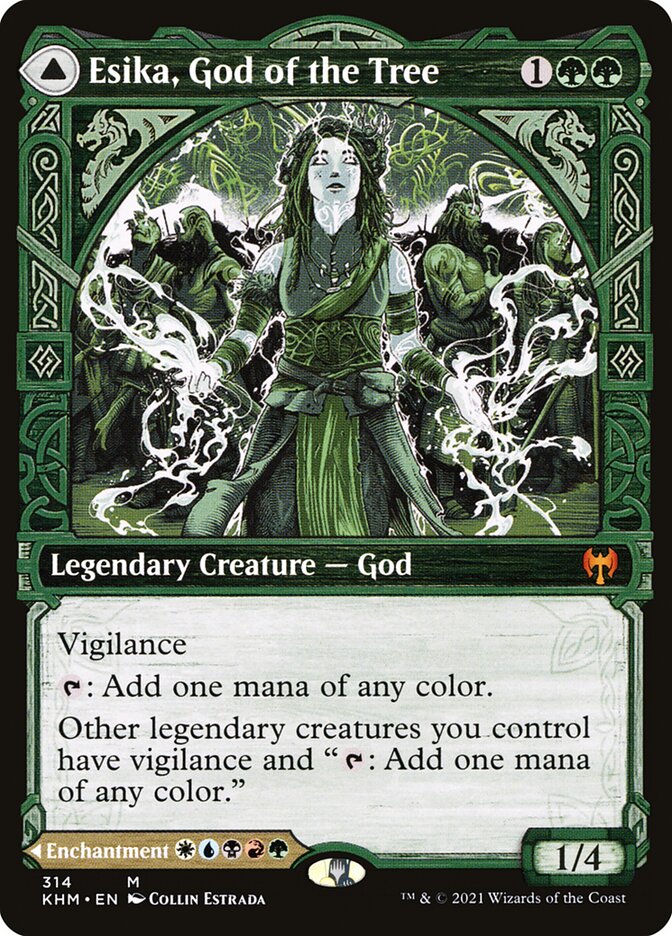 Esika, God of the Tree 1
Legendary Creature — God
Vigilance
: Add one mana of any color.
Other legendary creatures you control
have vigilance and “ : Add one mana
of any color.”
Enchantment
1/4
314 M
KHM • EN Collin Estrada
™ & © 2021 Wizards of the Coast